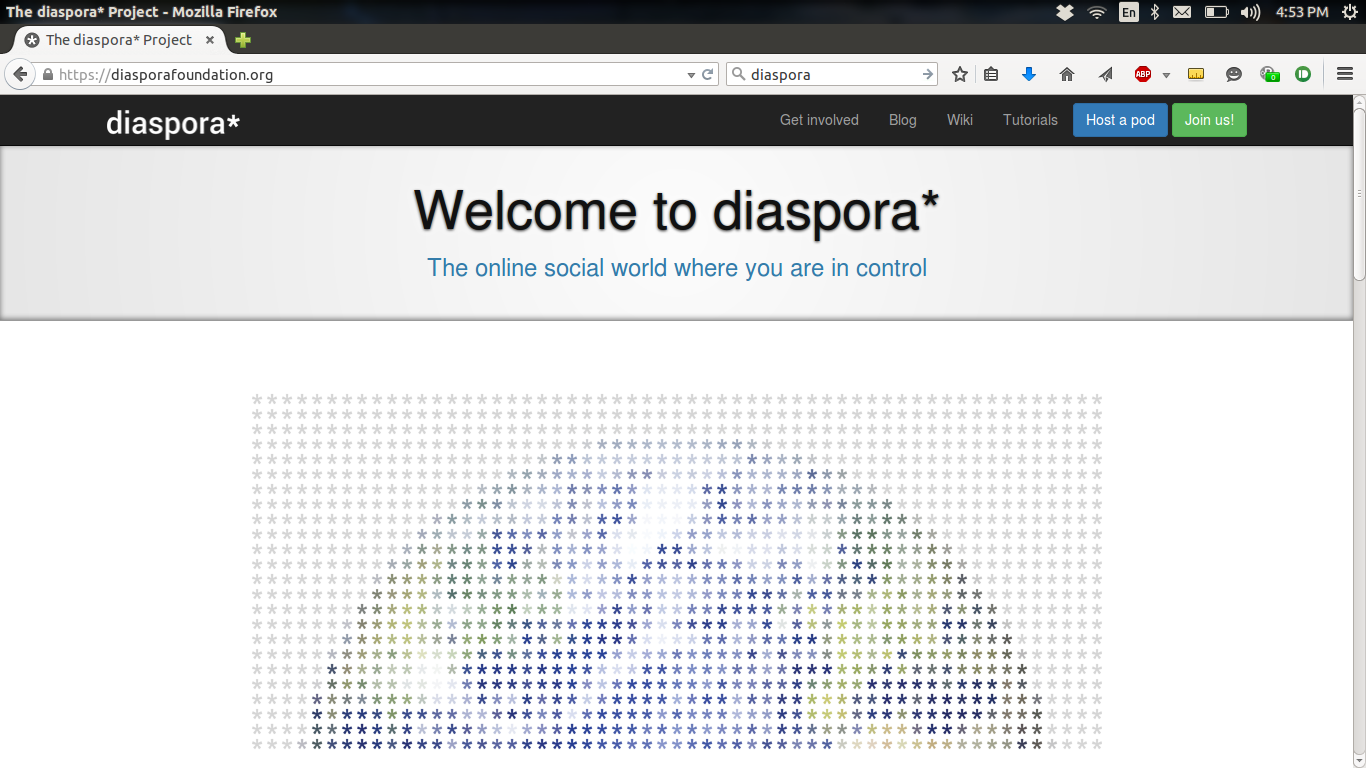 The diaspora* Project - Mozilla Firefox
En
4:53 PM
The diaspora* Project
https://diasporafoundation.org
diaspora
ABP
0
diaspora*
Get involved
Blog
Wiki
Tutorials
Host a pod
Join us!
Welcome to diaspora*
The online social world where you are in control